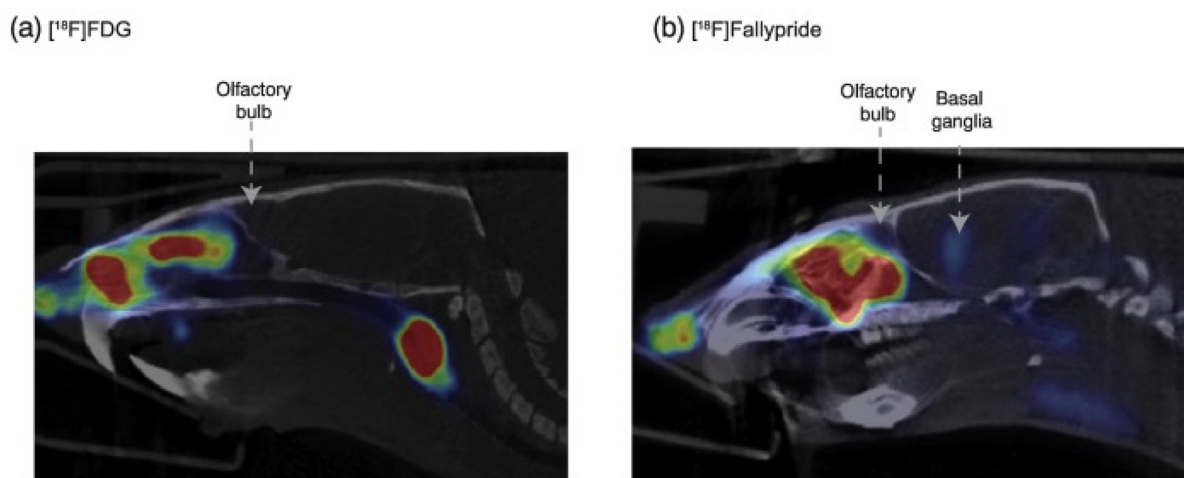 (a) [¹⁸F]FDG
(b) [¹⁸F]Fallypride
Olfactory
bulb
Olfactory
bulb
Basal
ganglia